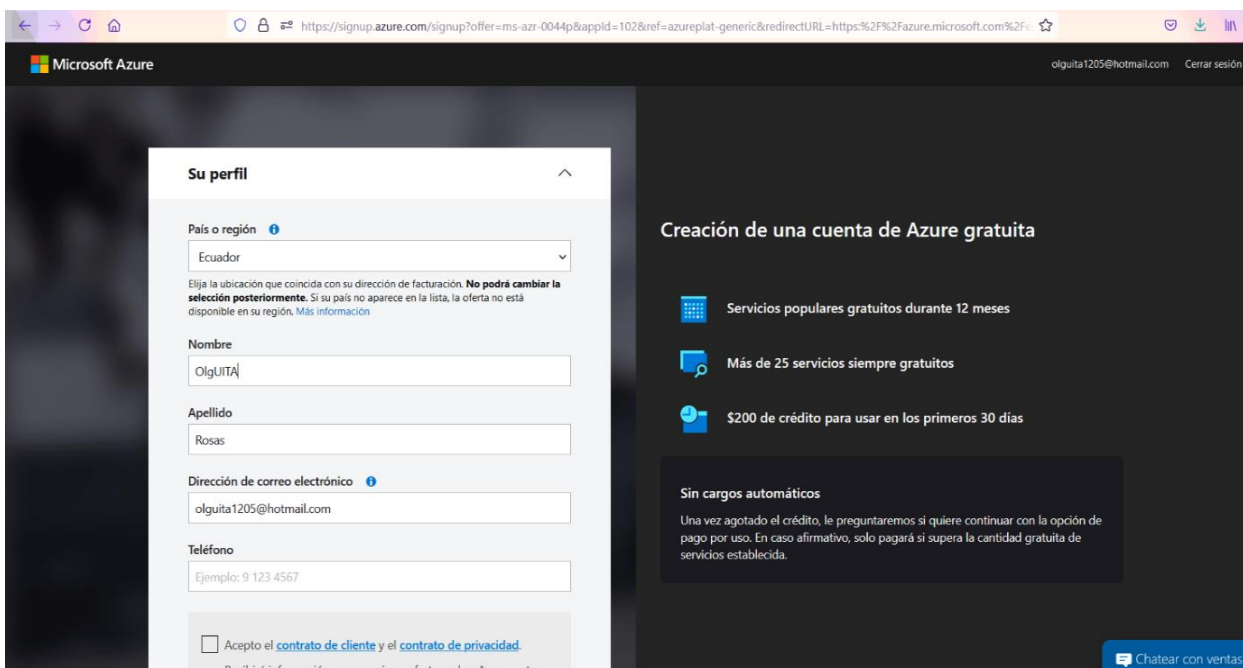 https://signup.azure.com/signup?offer=ms-azr-0044p&appId=102&ref=azureplat-generic&redirectURL=https:%2F%2Fazure.microsoft.com%2F
Microsoft Azure
olguita1205@hotmail.com Cerrar sesión
Su perfil
País o región
Ecuador
Elija la ubicación que coincida con su dirección de facturación. No podrá cambiar la
selección posteriormente. Si su país no aparece en la lista, la oferta no está
disponible en su región. Más información
Nombre
OlgUITA
Apellido
Rosas
Dirección de correo electrónico
olguita1205@hotmail.com
Teléfono
Ejemplo: 9 123 4567
Acepto el contrato de cliente y el contrato de privacidad.
Creación de una cuenta de Azure gratuita
Servicios populares gratuitos durante 12 meses
Más de 25 servicios siempre gratuitos
$200 de crédito para usar en los primeros 30 días
Sin cargos automáticos
Una vez agotado el crédito, le preguntaremos si quiere continuar con la opción de
pago por uso. En caso afirmativo, solo pagará si supera la cantidad gratuita de
servicios establecida.
Chatear con ventas